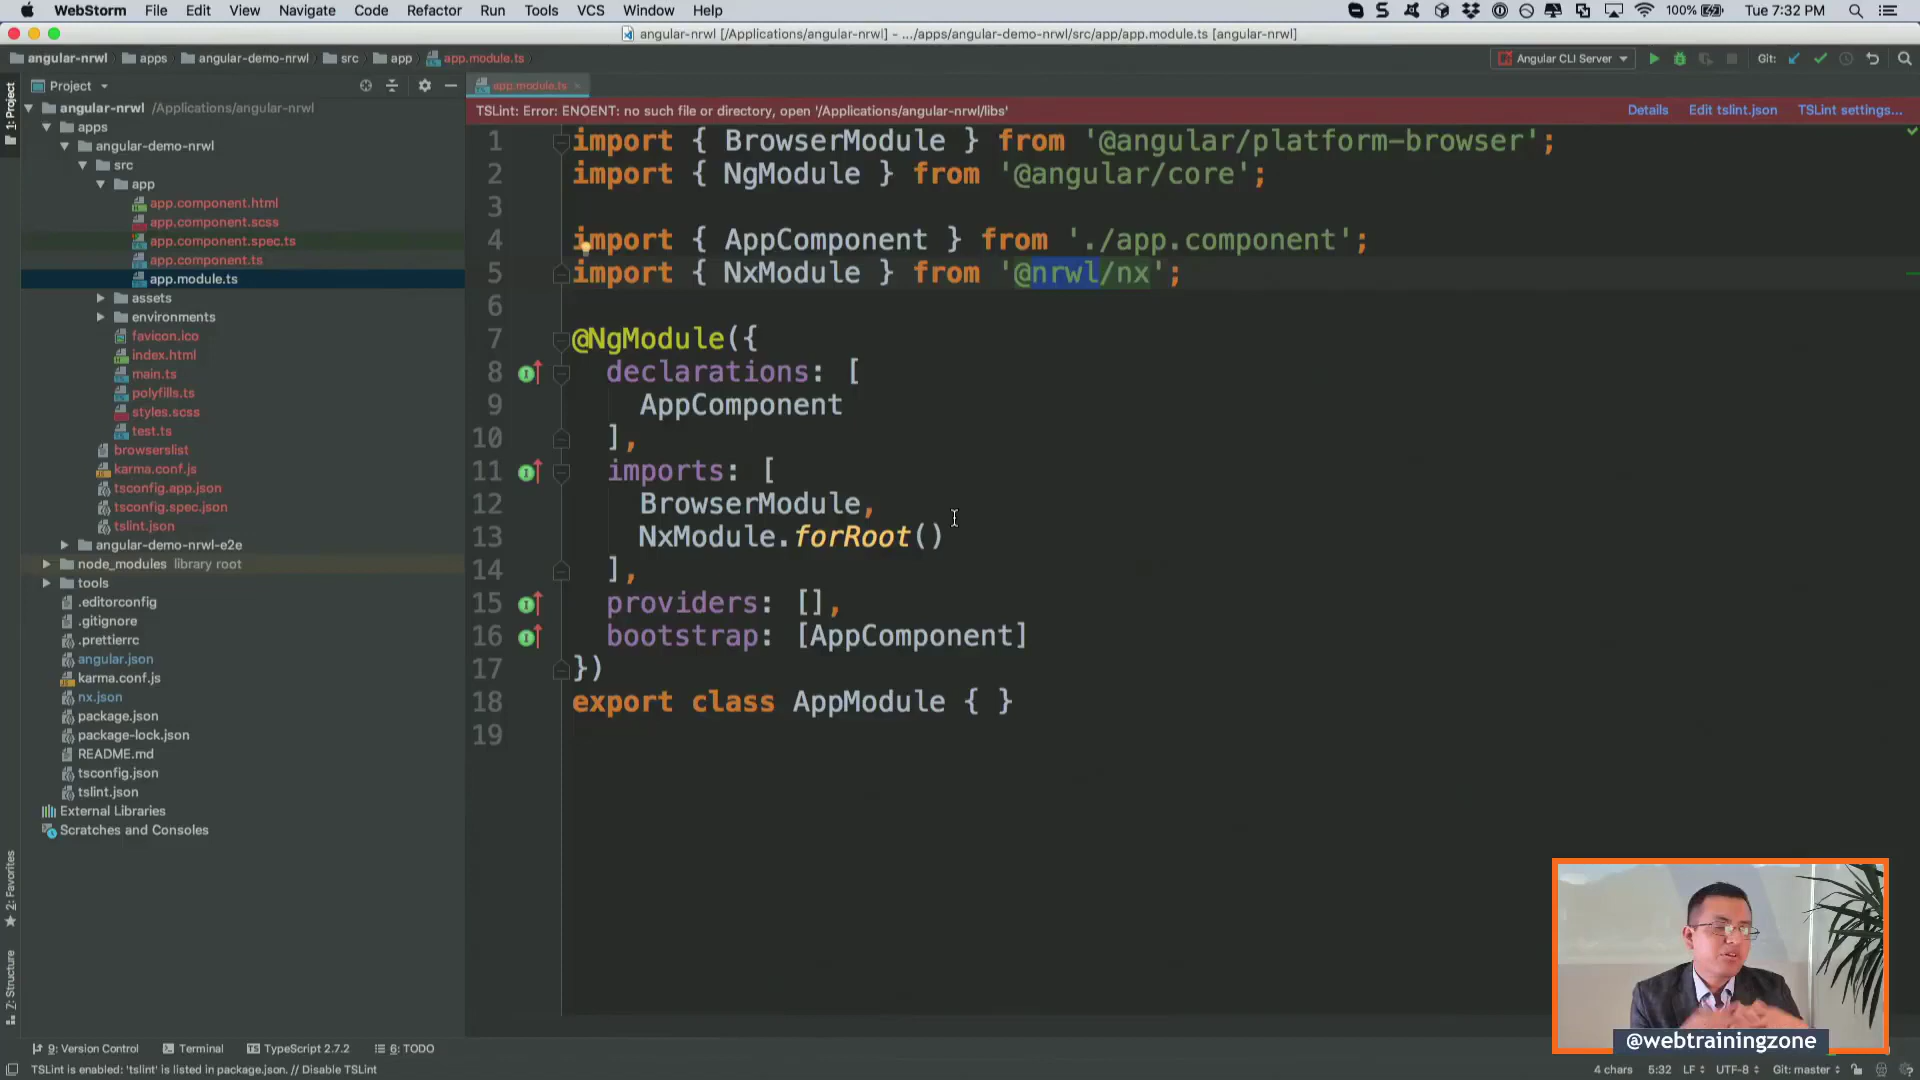 WebStorm File Edit View Navigate Code Refactor Run Tools VCS Window Help 100% Tue 7:32 PM
angular-nrwl [/Applications/angular-nrwl] - .../apps/angular-demo-nrwl/src/app/app.module.ts [angular-nrwl]
angular-nrwl apps angular-demo-nrwl src app app.module.ts Angular CLI Server Git:
1: Project
Project
app.module.ts
angular-nrwl /Applications/angular-nrwl
apps
angular-demo-nrwl
src
app
app.component.html
app.component.scss
app.component.spec.ts
app.component.ts
app.module.ts
assets
environments
favicon.ico
index.html
main.ts
polyfills.ts
styles.scss
test.ts
browserslist
karma.conf.js
tsconfig.app.json
tsconfig.spec.json
tslint.json
angular-demo-nrwl-e2e
node_modules library root
tools
.editorconfig
.gitignore
.prettierrc
angular.json
karma.conf.js
nx.json
package.json
package-lock.json
README.md
tsconfig.json
tslint.json
External Libraries
Scratches and Consoles
TSLint: Error: ENOENT: no such file or directory, open '/Applications/angular-nrwl/libs' Details Edit tslint.json TSLint settings...
1 import { BrowserModule } from '@angular/platform-browser';
2 import { NgModule } from '@angular/core';
3
4 import { AppComponent } from './app.component';
5 import { NxModule } from '@nrwl/nx';
6
7 @NgModule({
8 declarations: [
9 AppComponent
10 ],
11 imports: [
12 BrowserModule,
13 NxModule.forRoot()
14 ],
15 providers: [],
16 bootstrap: [AppComponent]
17 })
18 export class AppModule { }
19
2: Favorites
Z: Structure
@webtrainingzone
9: Version Control Terminal TypeScript 2.7.2 6: TODO
TSLint is enabled: 'tslint' is listed in package.json. // Disable TSLint 4 chars 5:32 LF UTF-8 Git: master